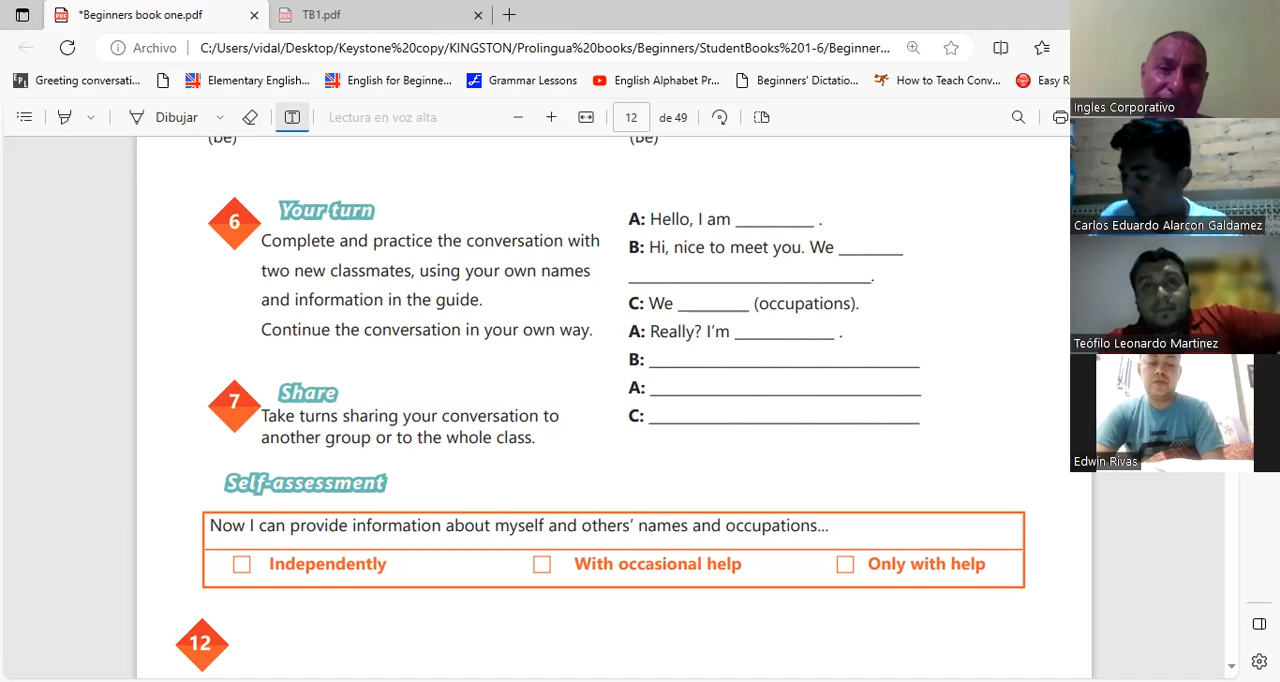 *Beginners book one.pdf
TB1.pdf
Archivo
C:/Users/vidal/Desktop/Keystone%20copy/KINGSTON/Prolingua%20books/Beginners/StudentBooks%201-6/Beginner...
Greeting conversati...
Elementary English...
English for Beginne...
Grammar Lessons
English Alphabet Pr...
Beginners' Dictatio...
How to Teach Conv...
Easy R
Dibujar
Lectura en voz alta
12
de 49
(be)
(be)
6
Your turn
Complete and practice the conversation with
two new classmates, using your own names
and information in the guide.
Continue the conversation in your own way.
A: Hello, I am _________ .
B: Hi, nice to meet you. We _______
____________________________.
C: We ________ (occupations).
A: Really? I'm ___________ .
B: _______________________________
A: _______________________________
C: _______________________________
7
Share
Take turns sharing your conversation to
another group or to the whole class.
Self-assessment
Now I can provide information about myself and others' names and occupations...
Independently
With occasional help
Only with help
12
Ingles Corporativo
Carlos Eduardo Alarcon Galdamez
Teófilo Leonardo Martinez
Edwin Rivas